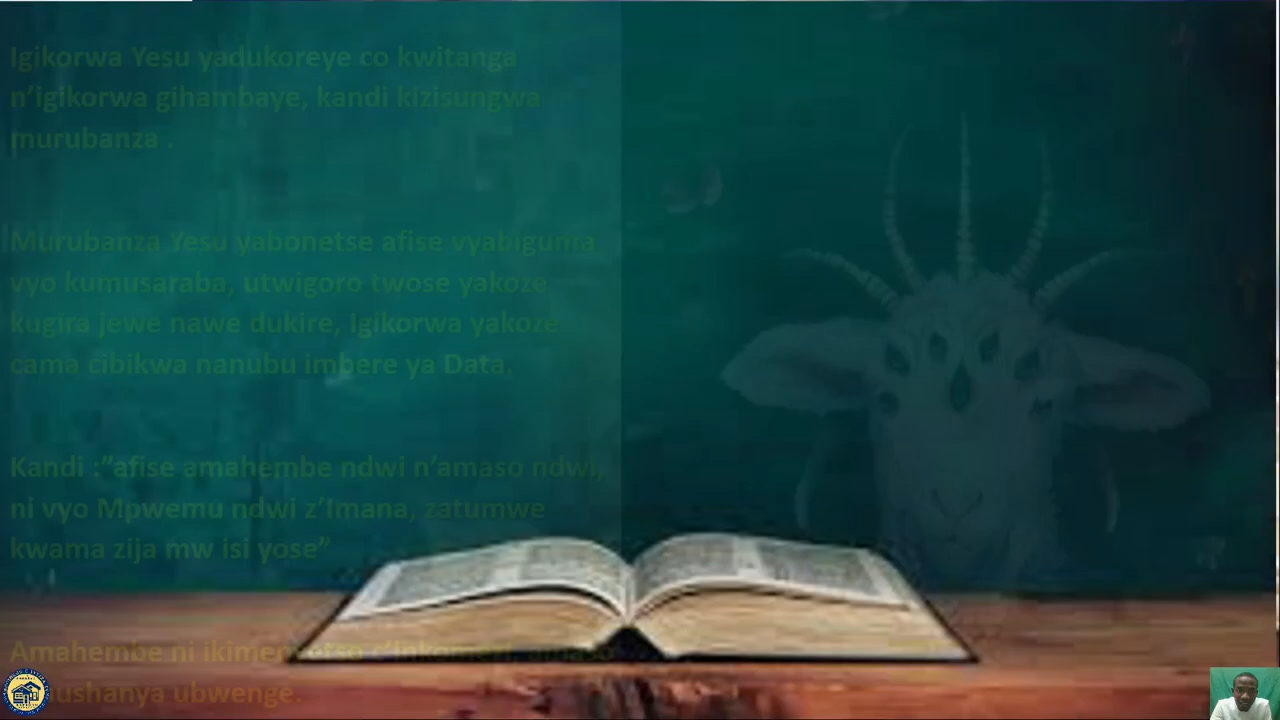 Igikorwa Yesu yadukoreye co kwitanga
n’igikorwa gihambaye, kandi kizisungwa
murubanza .
Murubanza Yesu yabonetse afise vyabiguma
vyo kumusaraba, utwigoro twose yakoze
kugira jewe nawe dukire, Igikorwa yakoze
cama cibikwa nanubu imbere ya Data.
Kandi :”afise amahembe ndwi n’amaso ndwi,
ni vyo Mpwemu ndwi z’Imana, zatumwe
kwama zija mw isi yose”
Amahembe ni
ubwenge.